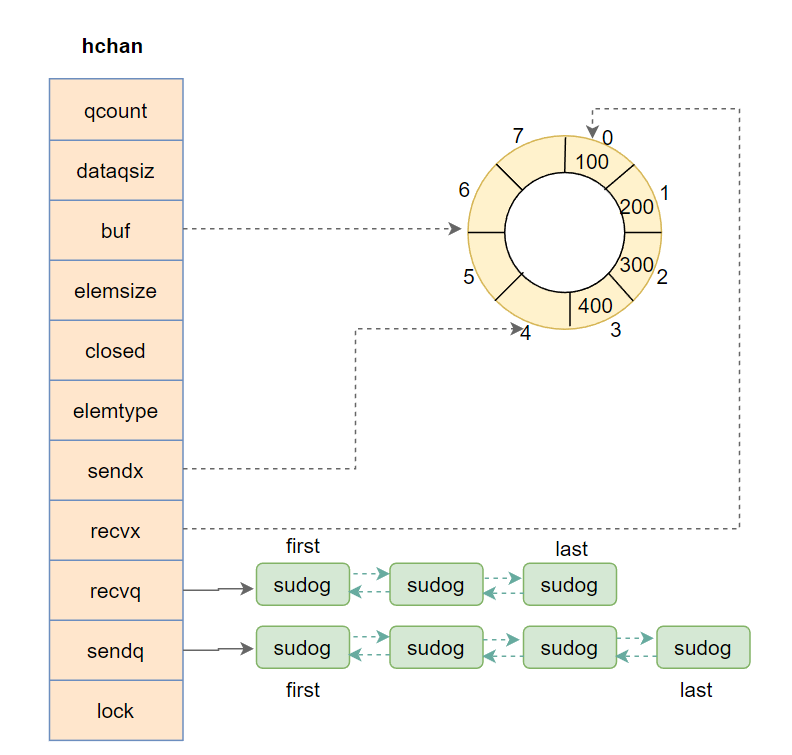 hchan
qcount
dataqsiz
buf
elemsize
closed
elemtype
sendx
recvx
recvq
sendq
lock
7
0
100
6
1
200
5
300
2
400
4
3
first
last
sudog
sudog
sudog
sudog
sudog
sudog
sudog
first
last